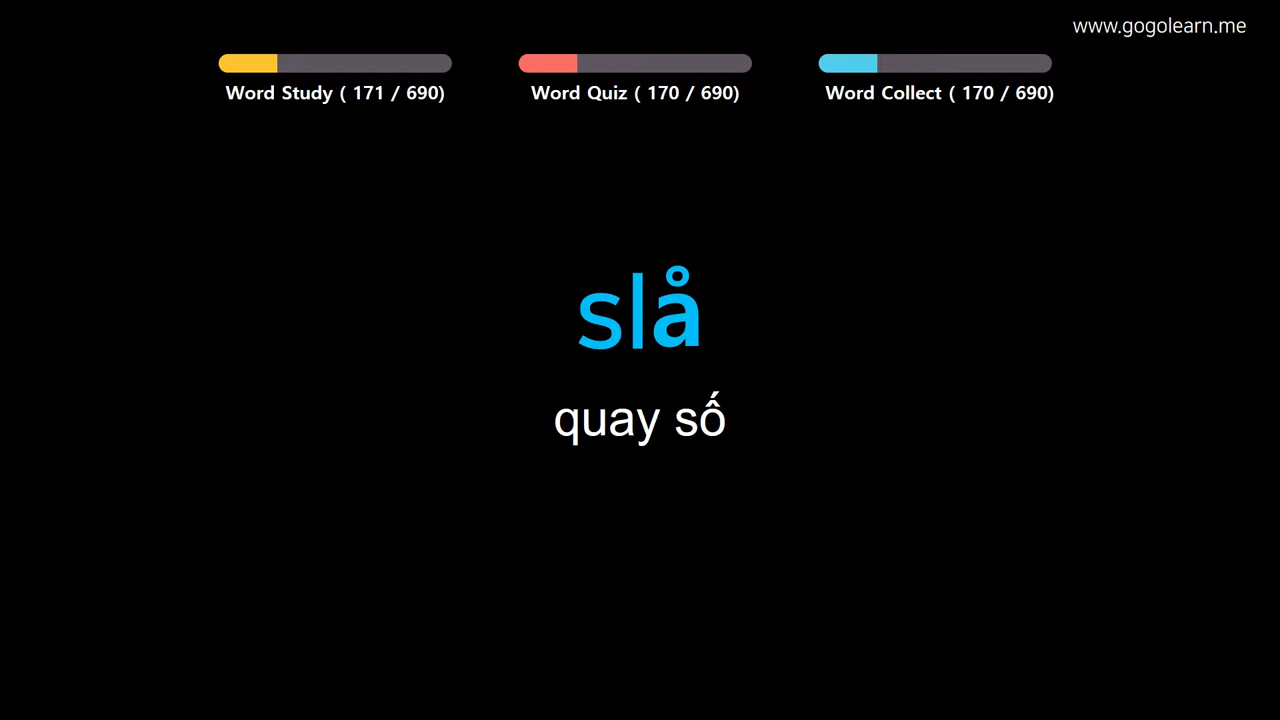 www.gogolearn.me
Word Study ( 171 / 690)
Word Quiz ( 170 / 690)
Word Collect ( 170 / 690)
slå
quay số